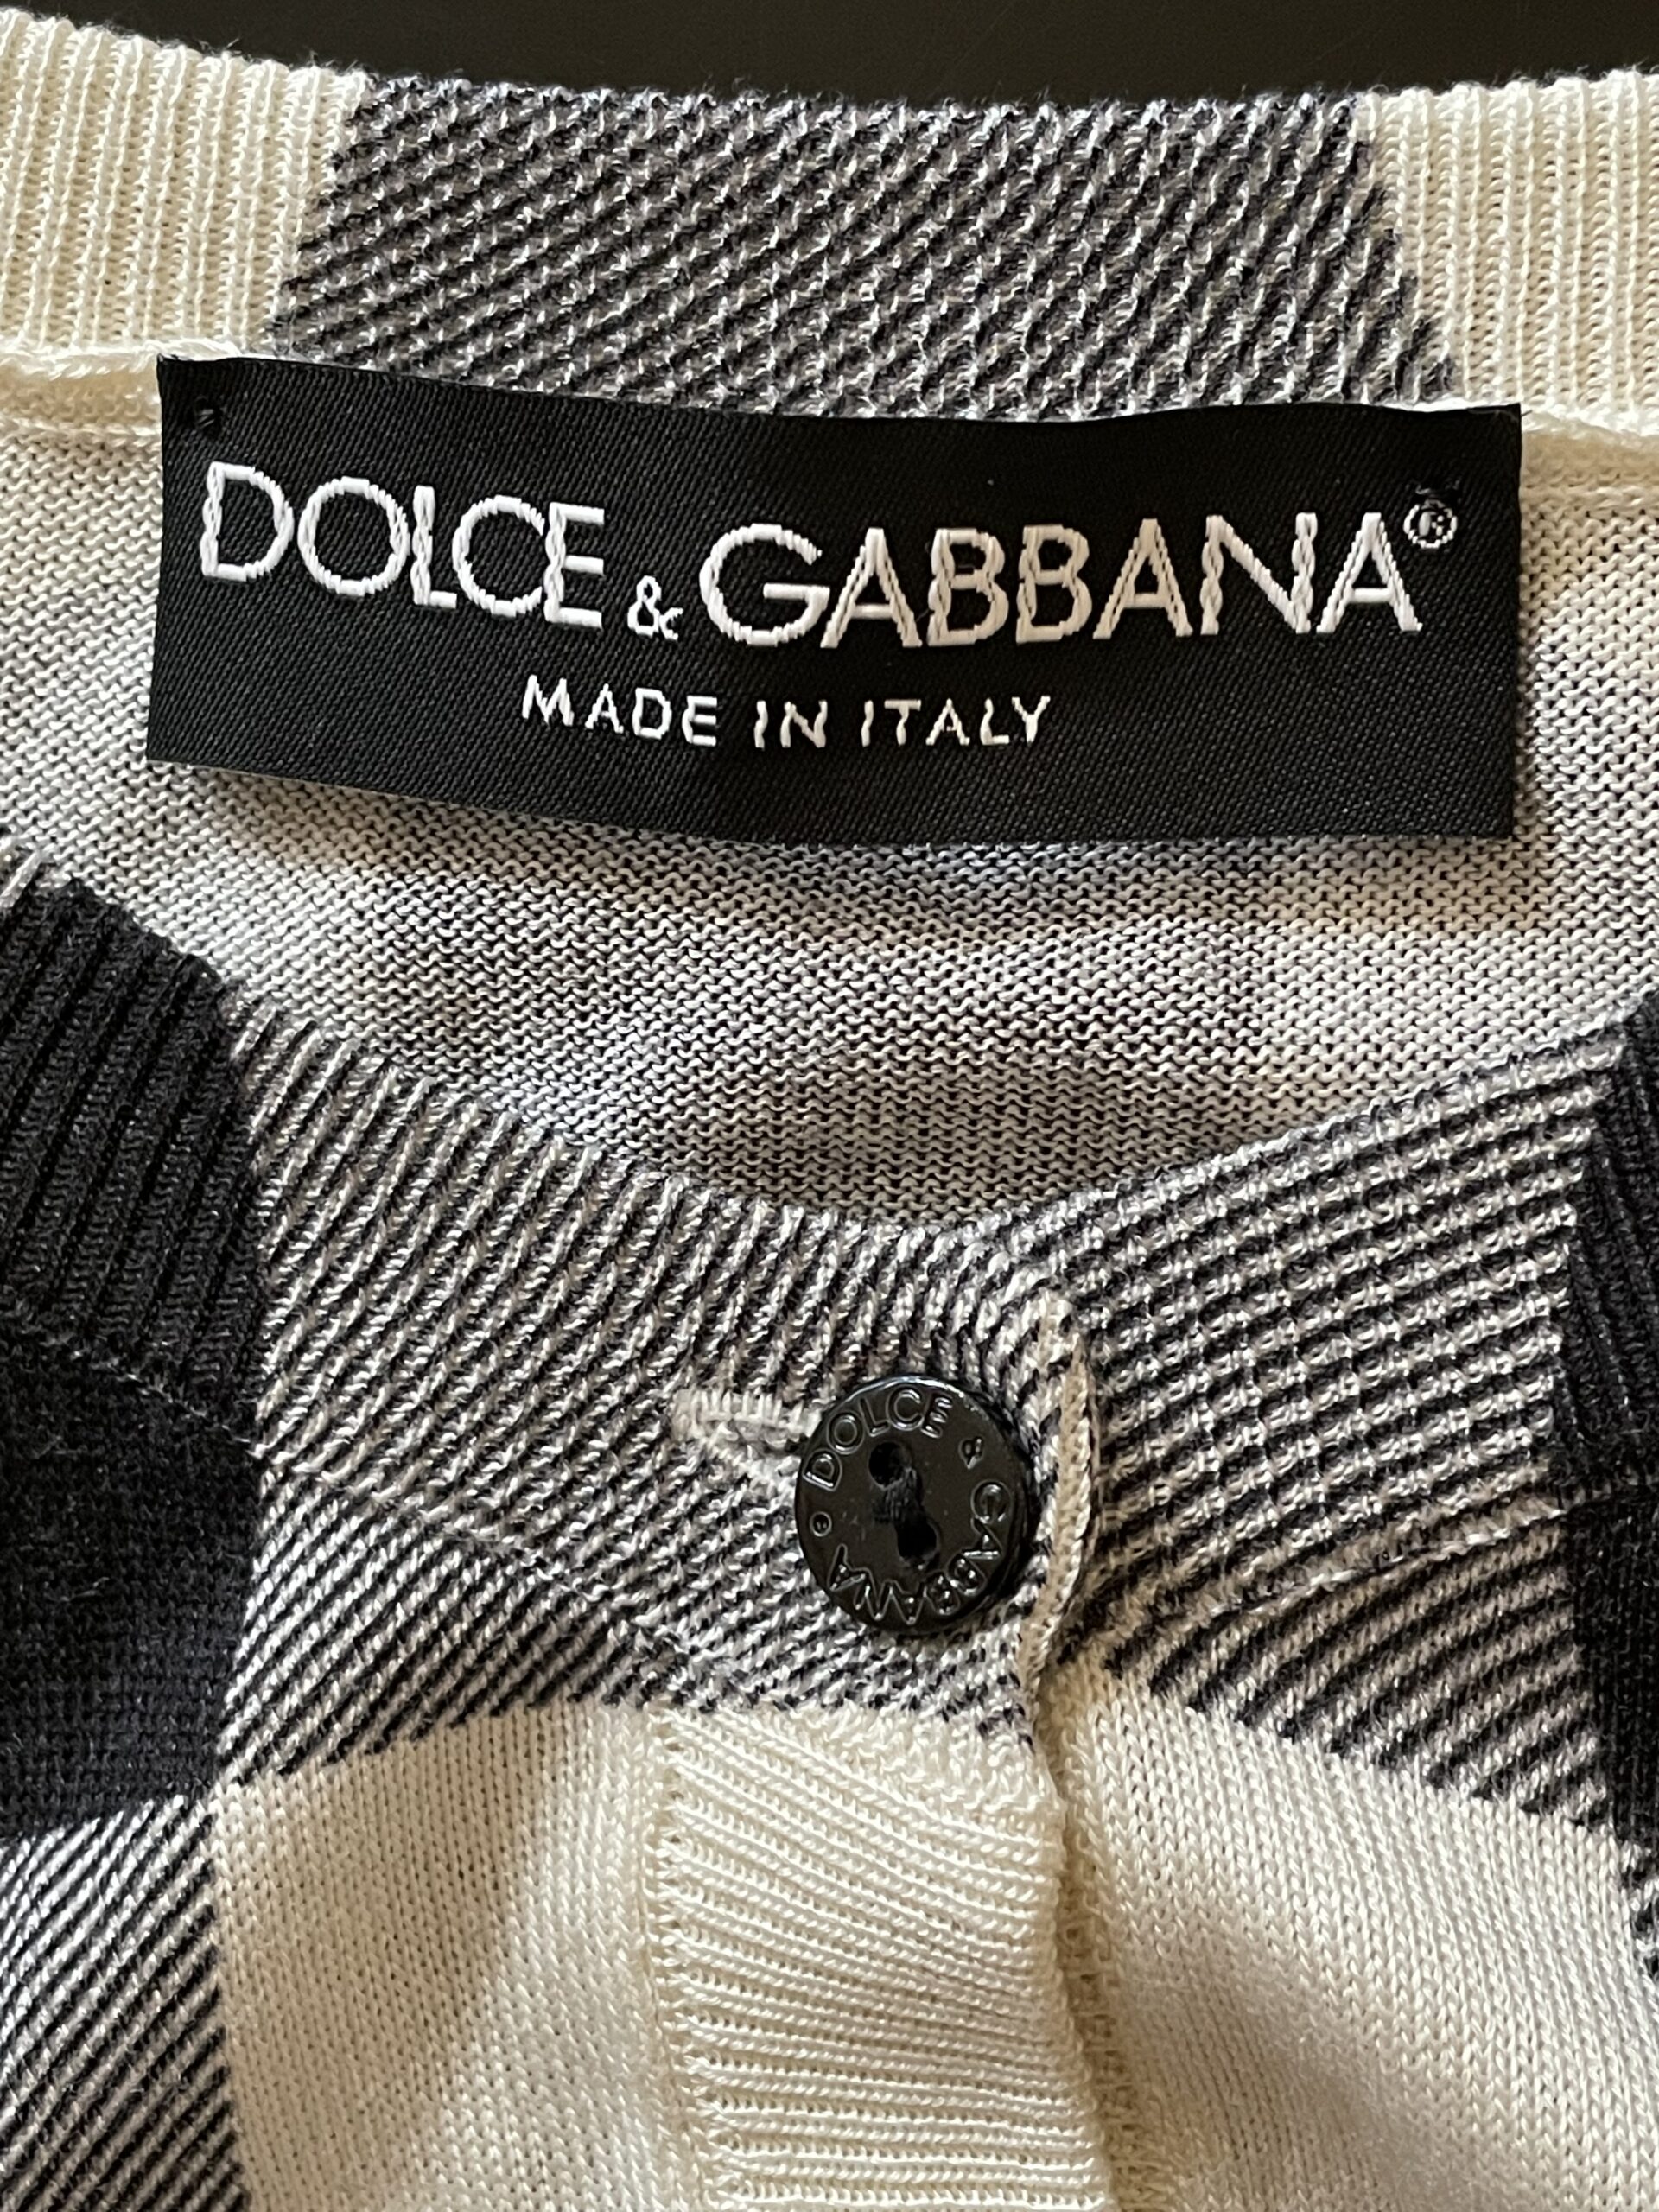 DOLCE & GABBANA®
MADE IN ITALY
DOLCE & GABBANA